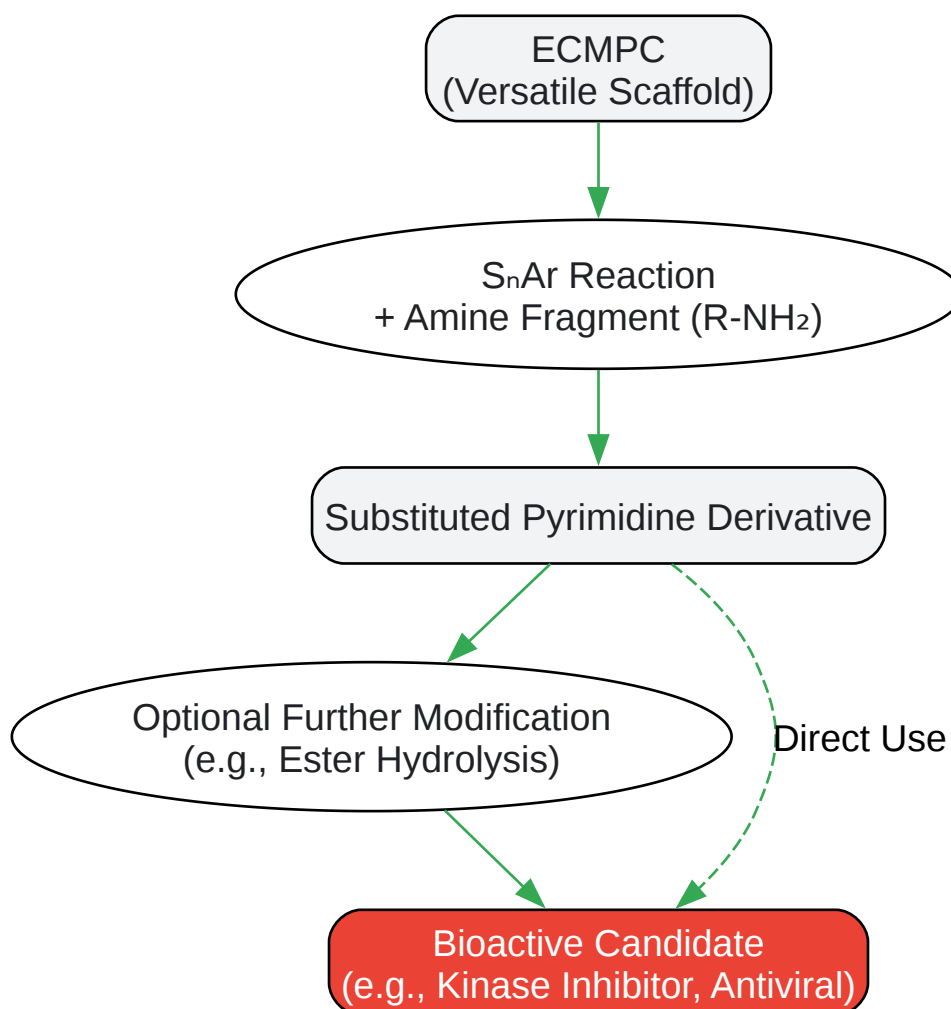 ECMPC
(Versatile Scaffold)
SₙAr Reaction
+ Amine Fragment (R-NH₂)
Substituted Pyrimidine Derivative
Optional Further Modification
(e.g., Ester Hydrolysis)
Direct Use
Bioactive Candidate
(e.g., Kinase Inhibitor, Antiviral)